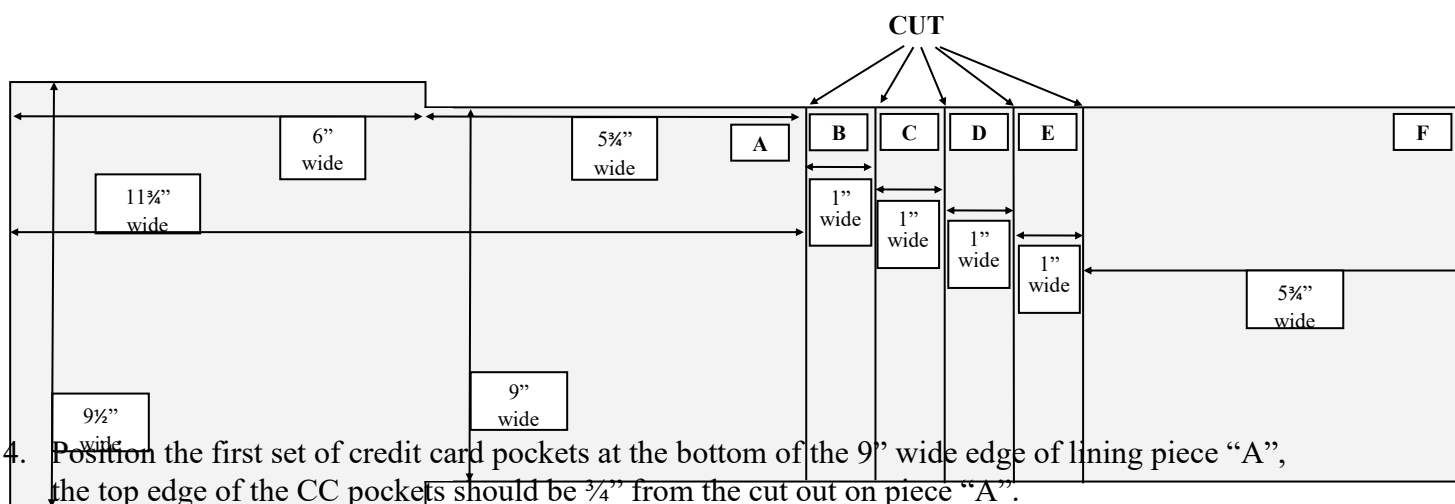 CUT
A
B
C
D
E
F
6”
wide
5¾”
wide
11¾”
wide
1”
wide
1”
wide
1”
wide
1”
wide
5¾”
wide
9”
wide
9½”
wide
4. Position the first set of credit card pockets at the bottom of the 9” wide edge of lining piece “A”,
the top edge of the CC pockets should be ¾” from the cut out on piece “A”.